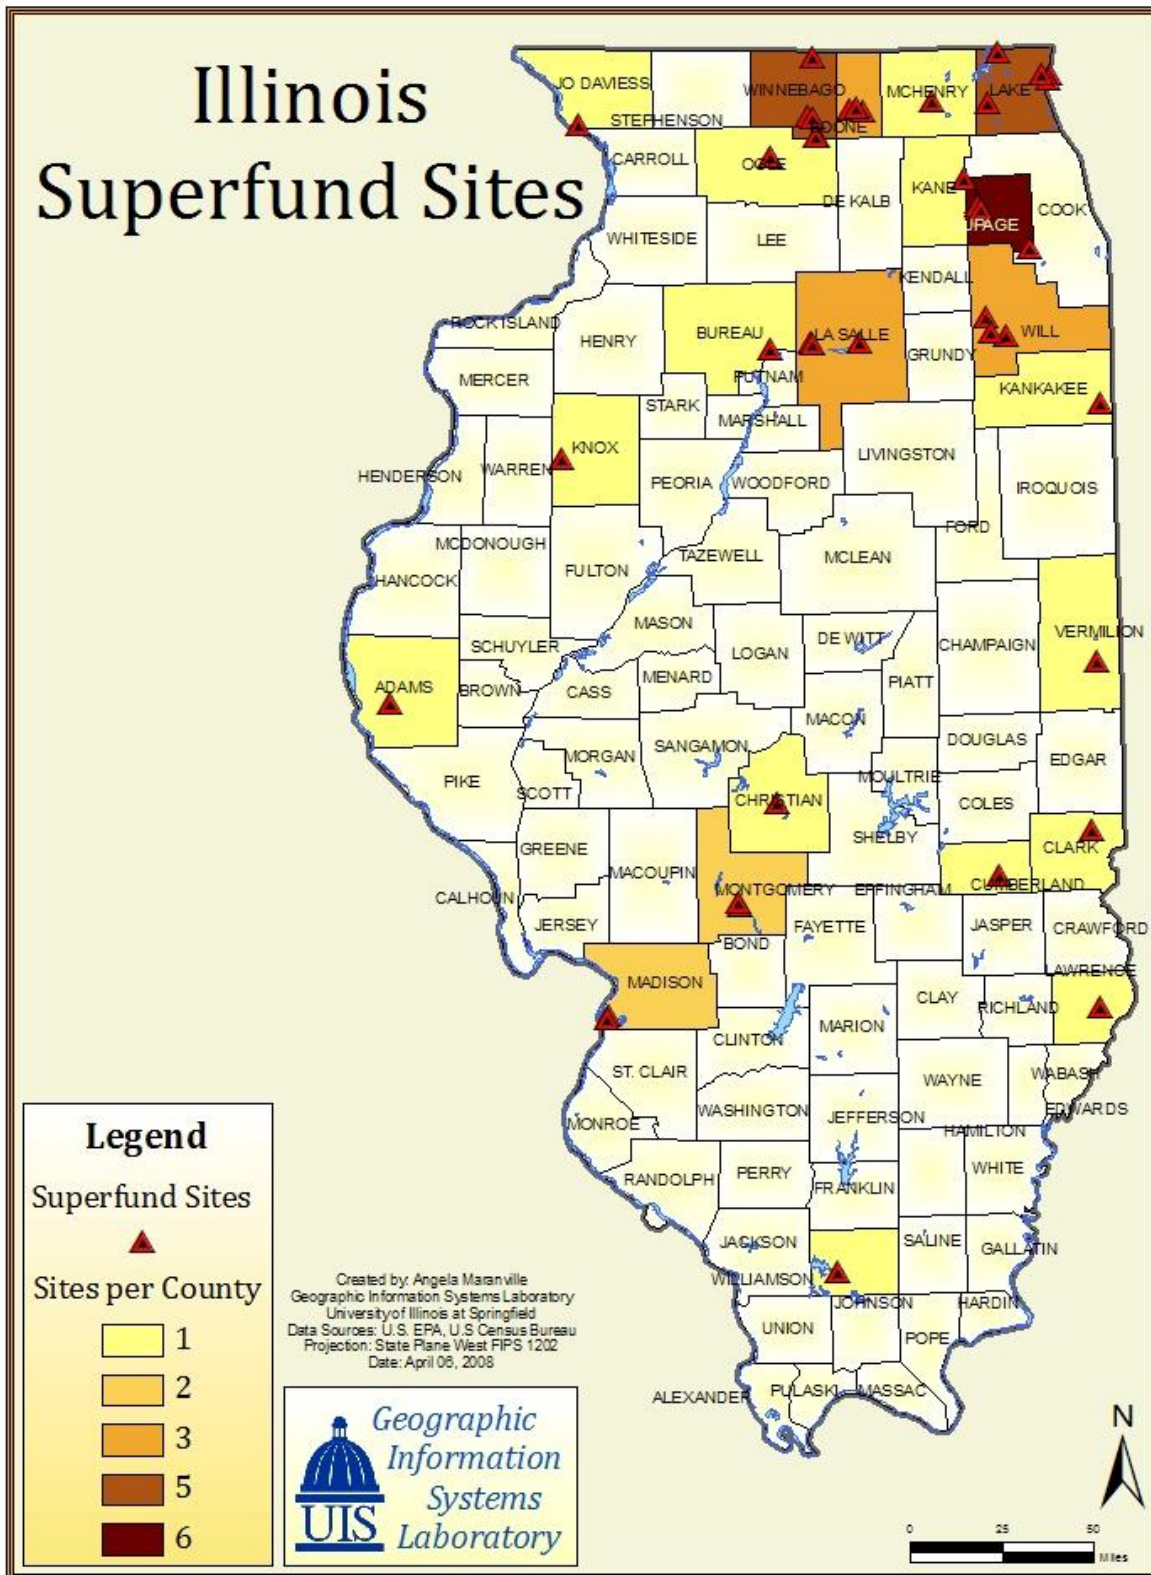 Illinois
Superfund Sites
JO DAVIESS
STEPHENSON
WINNEBAGO
BOONE
MCHENRY
LAKE
CARROLL
OGLE
DE KALB
KANE
COOK
UPAGE
WHITESIDE
LEE
KENDALL
ROCK ISLAND
HENRY
BUREAU
LA SALLE
GRUNDY
WILL
MERCER
PUTNAM
KANKAKEE
STARK
MARSHALL
HENDERSON
WARREN
KNOX
PEORIA
WOODFORD
LIVINGSTON
IROQUOIS
FORD
MCDONOUGH
HANCOCK
FULTON
TAZEWELL
MCLEAN
MASON
SCHUYLER
LOGAN
DE WITT
CHAMPAIGN
VERMILION
ADAMS
BROWN
CASS
MENARD
PIATT
MACON
SANGAMON
MORGAN
DOUGLAS
EDGAR
PIKE
SCOTT
CHRISTIAN
MOULTRIE
COLES
SHELBY
CLARK
GREENE
MACOUPIN
MONTGOMERY
EFFINGHAM
CUMBERLAND
CALHOUN
JERSEY
BOND
FAYETTE
JASPER
CRAWFORD
LAWRENCE
MADISON
CLAY
RICHLAND
CLINTON
MARION
ST. CLAIR
WAYNE
WABASH
EDWARDS
MONROE
WASHINGTON
JEFFERSON
HAMILTON
RANDOLPH
PERRY
WHITE
FRANKLIN
JACKSON
SALINE
GALLATIN
WILLIAMSON
JOHNSON
HARDIN
UNION
POPE
ALEXANDER
PULASKI
MASSAC
Legend
Superfund Sites
Sites per County
1
2
3
5
6
Created by: Angela Maranville
Geographic Information Systems Laboratory
University of Illinois at Springfield
Data Sources: U.S. EPA, U.S Census Bureau
Projection: State Plane West FIPS 1202
Date: April 06, 2008
UIS
Geographic
Information
Systems
Laboratory
N
0 25 50
Miles